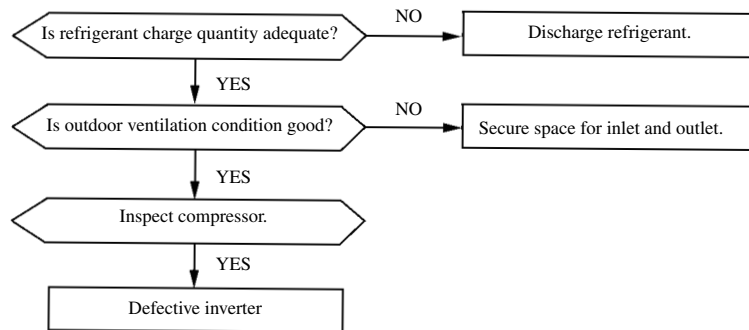 Is refrigerant charge quantity adequate?
NO
Discharge refrigerant.
YES
Is outdoor ventilation condition good?
NO
Secure space for inlet and outlet.
YES
Inspect compressor.
YES
Defective inverter